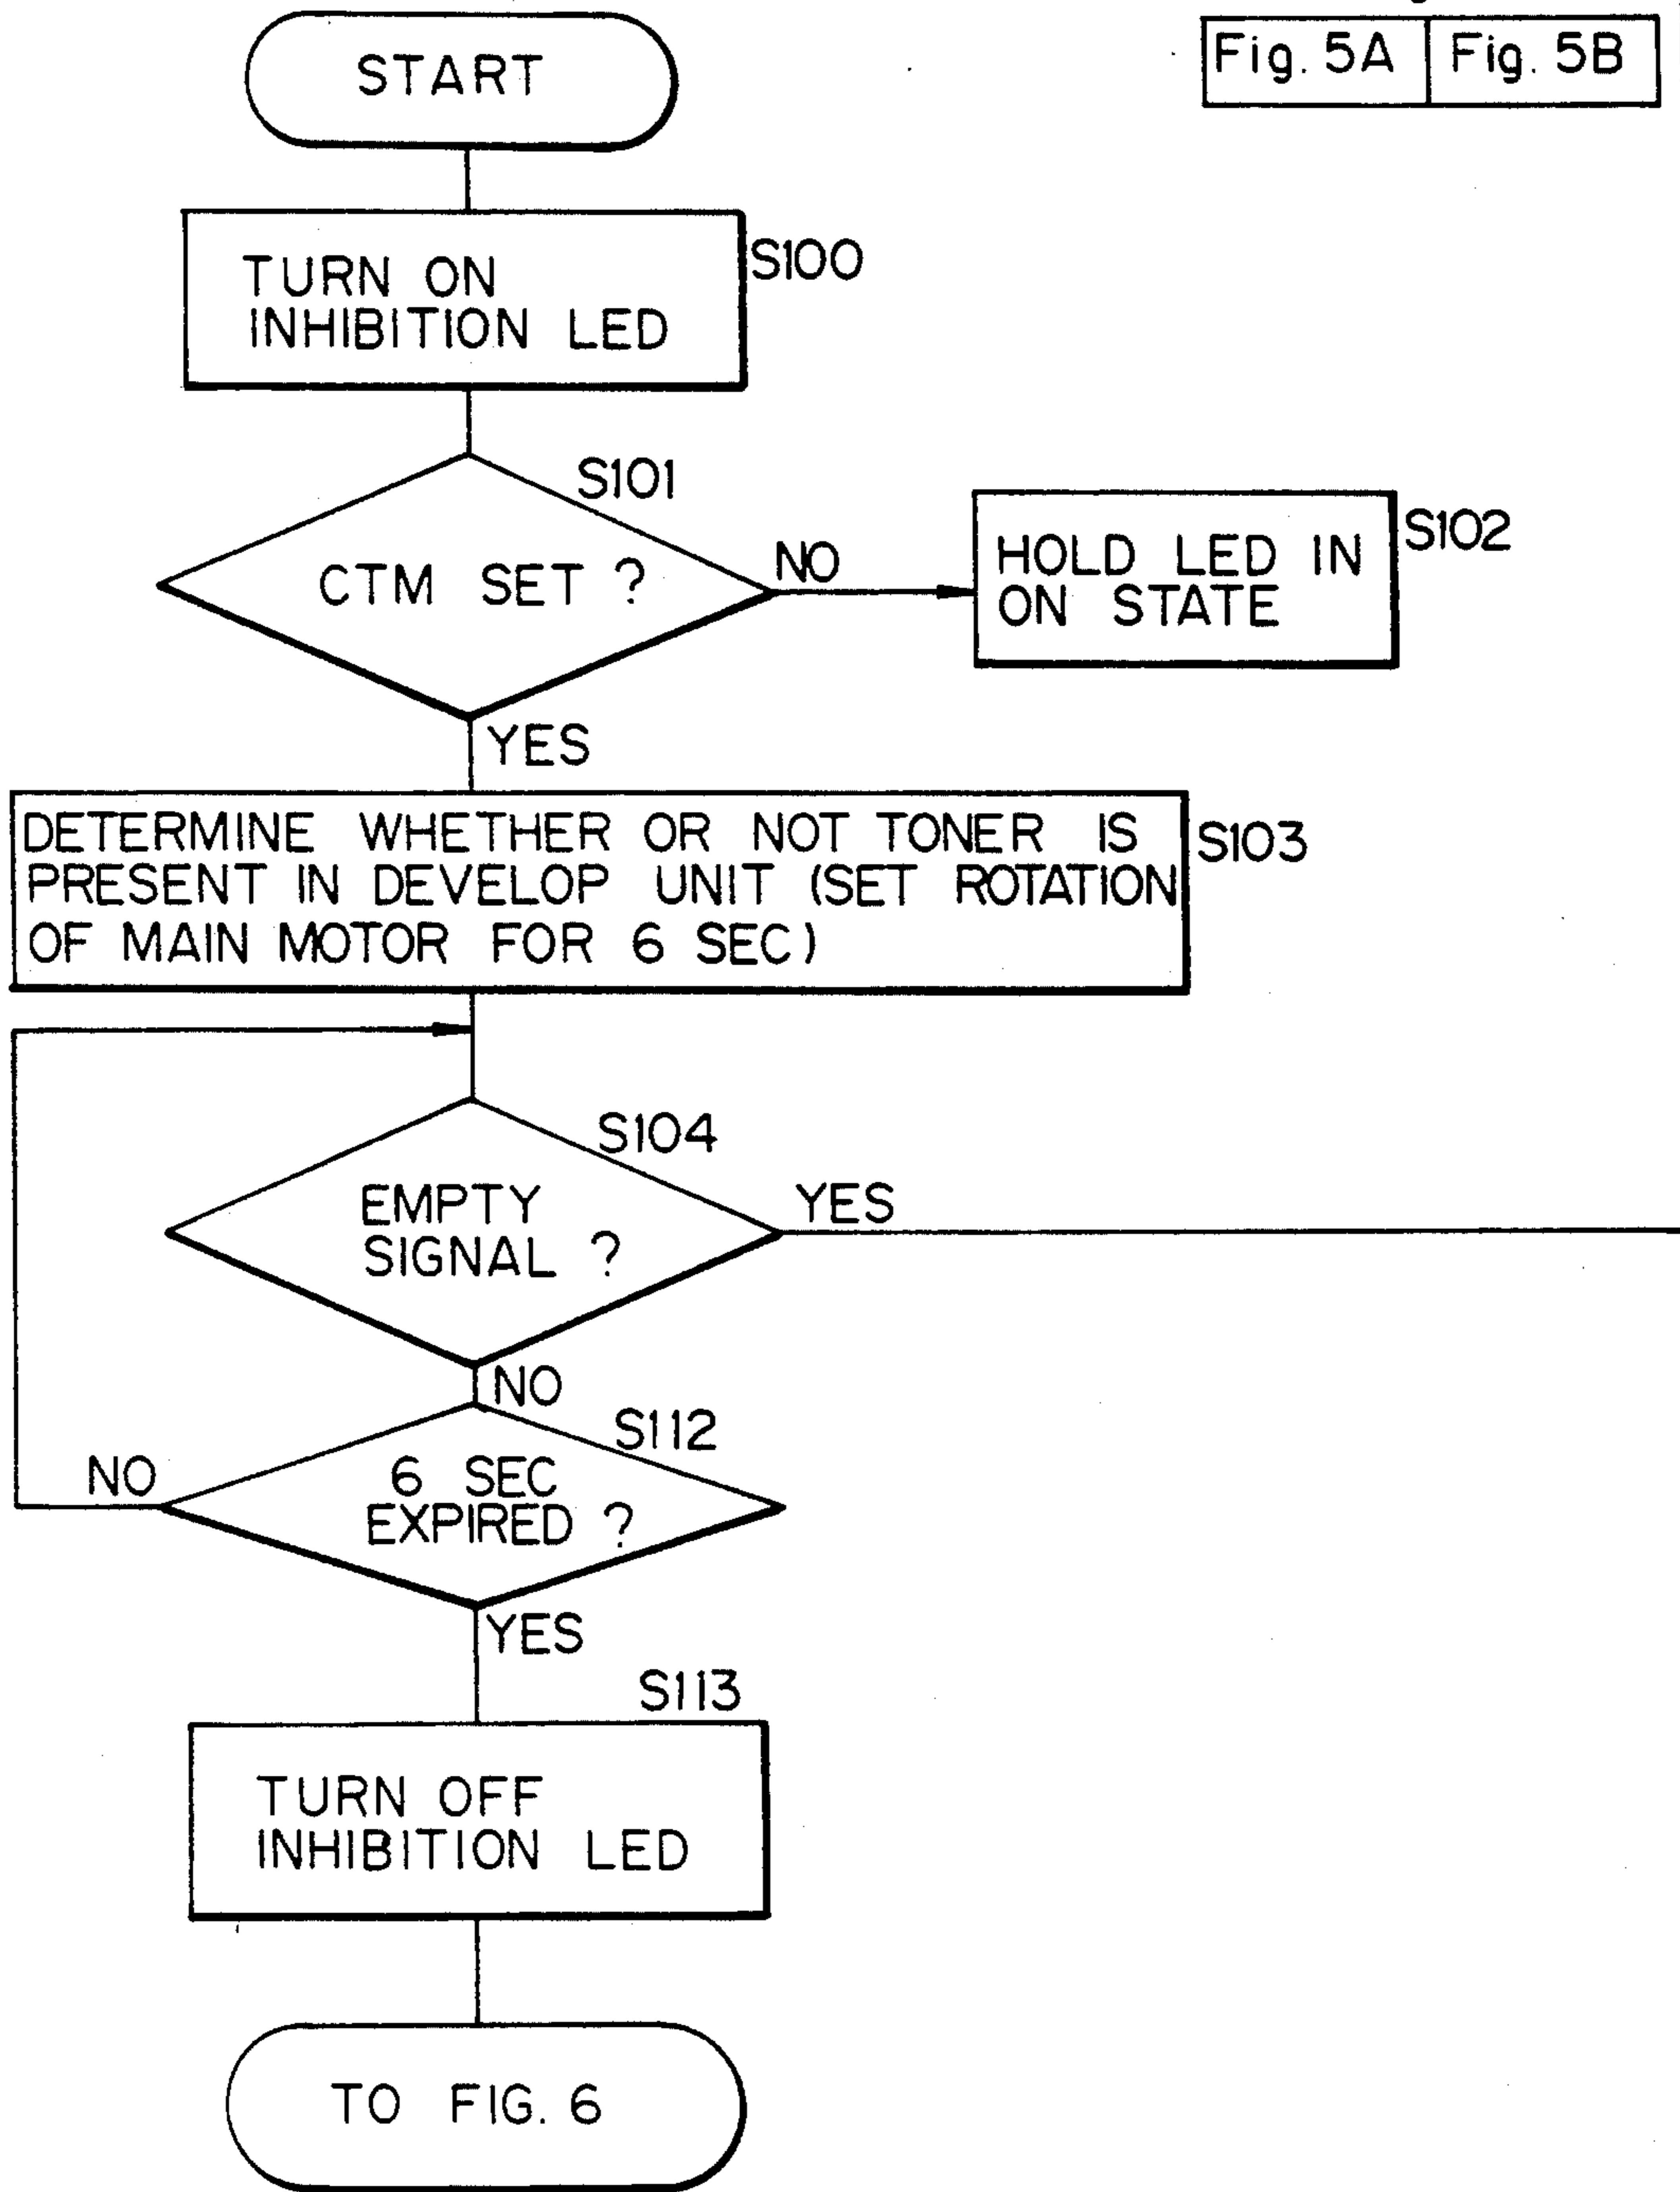 Fig. 5A Fig. 5B
START
TURN ON
INHIBITION LED
S100
S101
CTM SET ?
NO
HOLD LED IN
ON STATE
S102
YES
DETERMINE WHETHER OR NOT TONER IS
PRESENT IN DEVELOP UNIT (SET ROTATION
OF MAIN MOTOR FOR 6 SEC)
S103
S104
EMPTY
SIGNAL ?
YES
NO
S112
6 SEC
EXPIRED ?
NO
YES
S113
TURN OFF
INHIBITION LED
TO FIG. 6